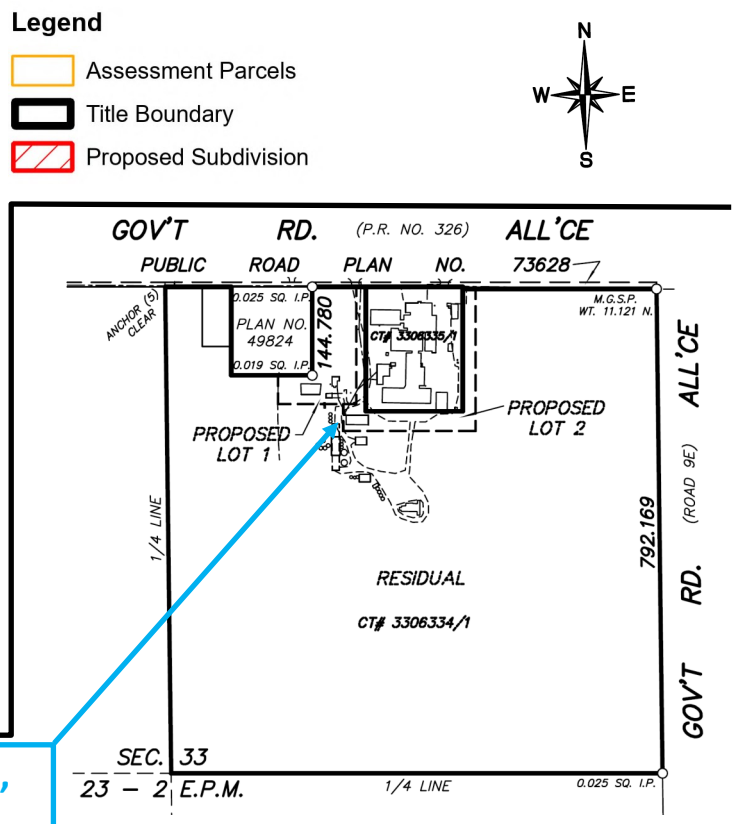 Legend
Assessment Parcels
Title Boundary
Proposed Subdivision
N
W E
S
GOV'T RD. (P.R. NO. 326) ALL'CE
PUBLIC ROAD PLAN NO. 73628
ANCHOR (5)
CLEAR
0.025 SQ. I.P.
PLAN NO.
49824
0.019 SQ. I.P.
144.780
CT# 3306335/1
M.G.S.P.
WT. 11.121 N.
ALL'CE
(ROAD 9E)
RD.
GOV'T
PROPOSED
LOT 1
PROPOSED
LOT 2
1/4 LINE
792.169
RESIDUAL
CT# 3306334/1
SEC. 33
23 - 2 E.P.M.
1/4 LINE
0.025 SQ. I.P.
,